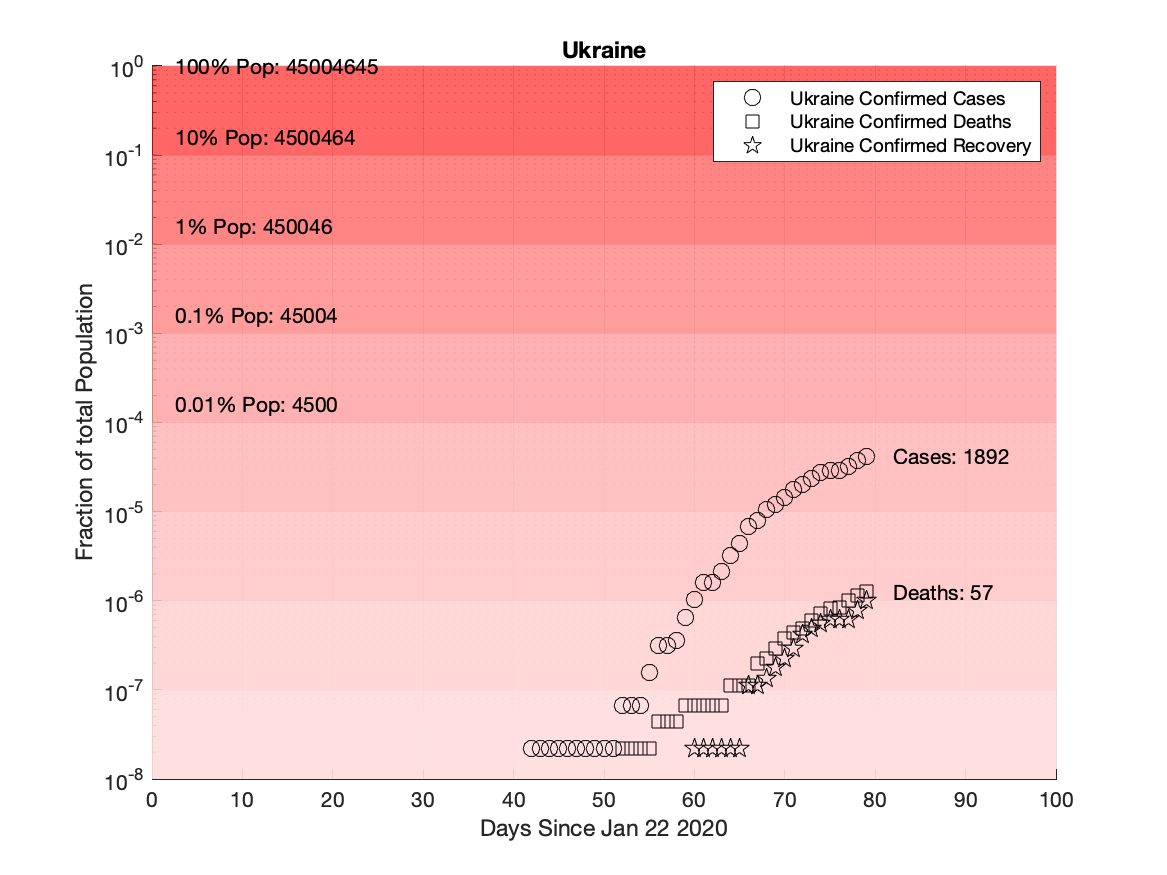 Ukraine
10^0
100% Pop: 45004645
Ukraine Confirmed Cases
Ukraine Confirmed Deaths
Ukraine Confirmed Recovery
10% Pop: 4500464
10^-1
1% Pop: 450046
10^-2
0.1% Pop: 45004
10^-3
0.01% Pop: 4500
10^-4
Cases: 1892
10^-5
Deaths: 57
10^-6
10^-7
10^-8
Fraction of total Population
0 10 20 30 40 50 60 70 80 90 100
Days Since Jan 22 2020